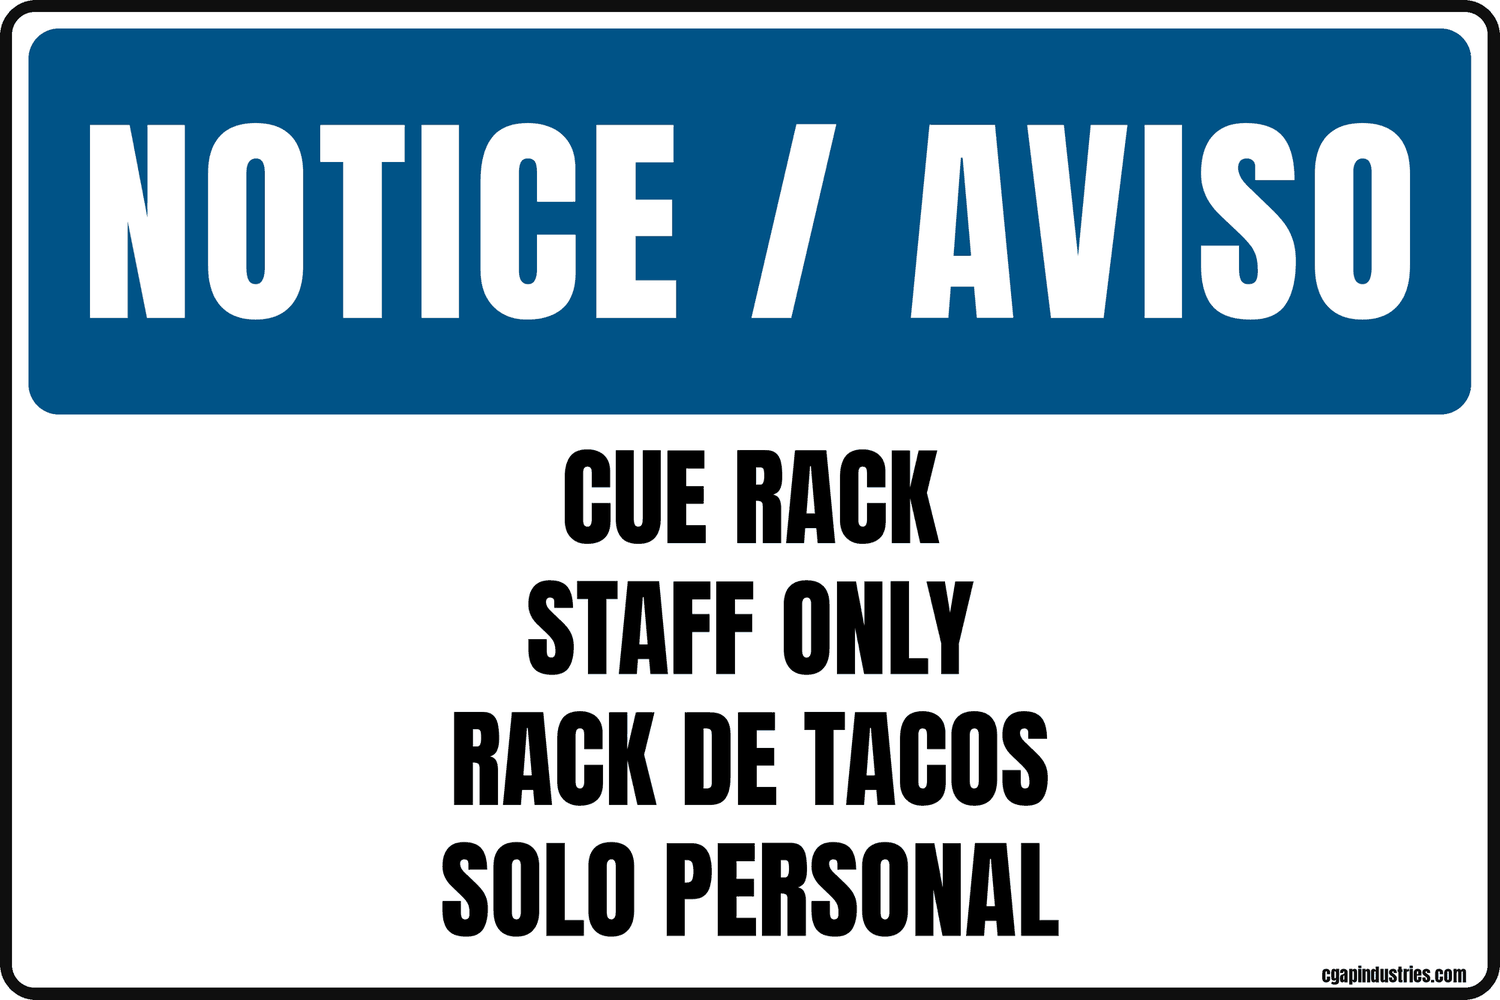 NOTICE / AVISO
CUE RACK
STAFF ONLY
RACK DE TACOS
SOLO PERSONAL
cgapindustries.com